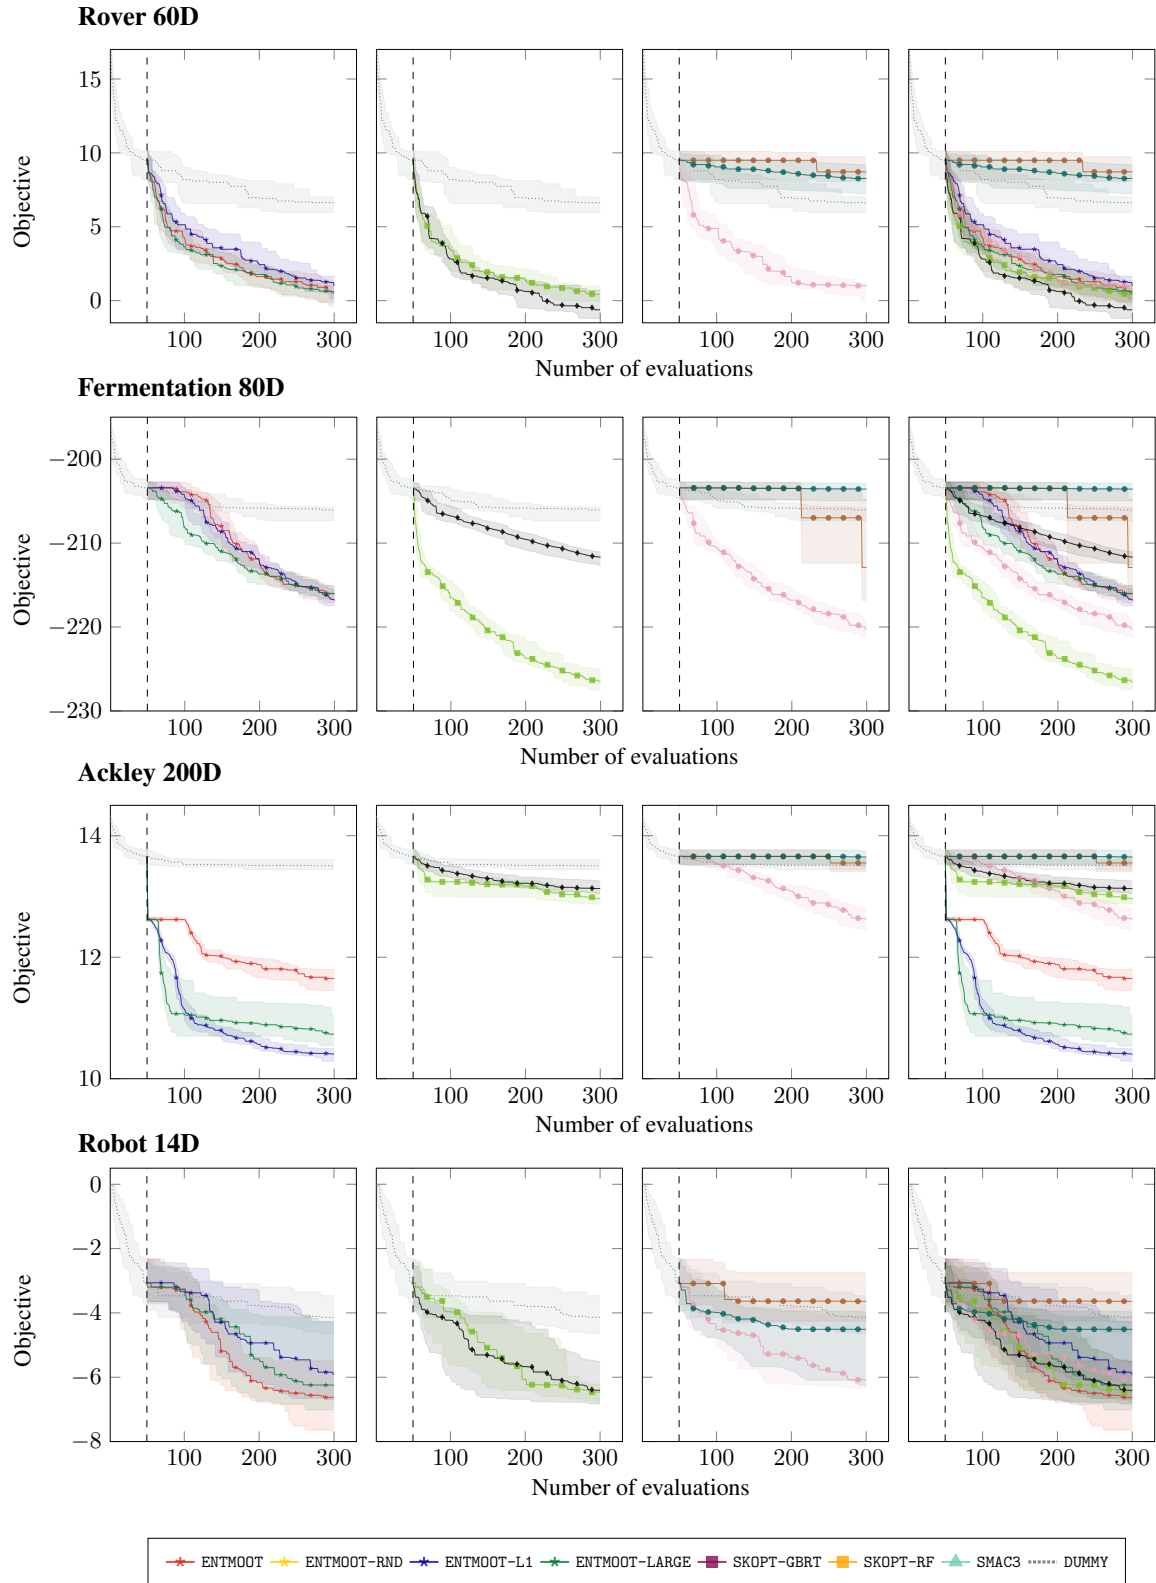 Rover 60D
15
10
5
0
Objective
100 200 300 100 200 300 100 200 300 100 200 300
Number of evaluations
Fermentation 80D
−200
−210
−220
−230
Objective
100 200 300 100 200 300 100 200 300 100 200 300
Number of evaluations
Ackley 200D
14
12
10
Objective
100 200 300 100 200 300 100 200 300 100 200 300
Number of evaluations
Robot 14D
0
−2
−4
−6
−8
Objective
100 200 300 100 200 300 100 200 300 100 200 300
Number of evaluations
ENTMOOT ENTMOOT-RND ENTMOOT-L1 ENTMOOT-LARGE SKOPT-GBRT SKOPT-RF SMAC3 DUMMY